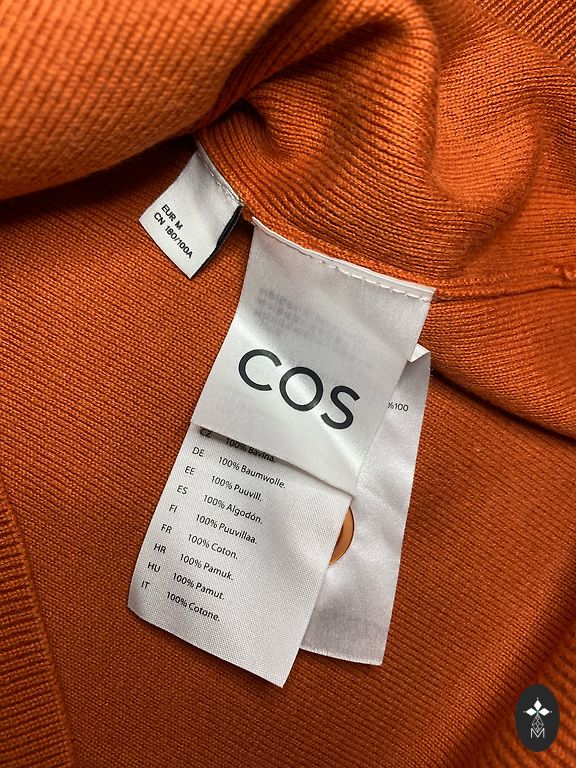 EUR M
CN 180/100A
COS
%100
CZ 100% Bavlna.
DE 100% Baumwolle.
EE 100% Puuvill.
ES 100% Algodón.
FI 100% Puuvillaa.
FR 100% Coton.
HR 100% Pamuk.
HU 100% Pamut.
IT 100% Cotone.
M